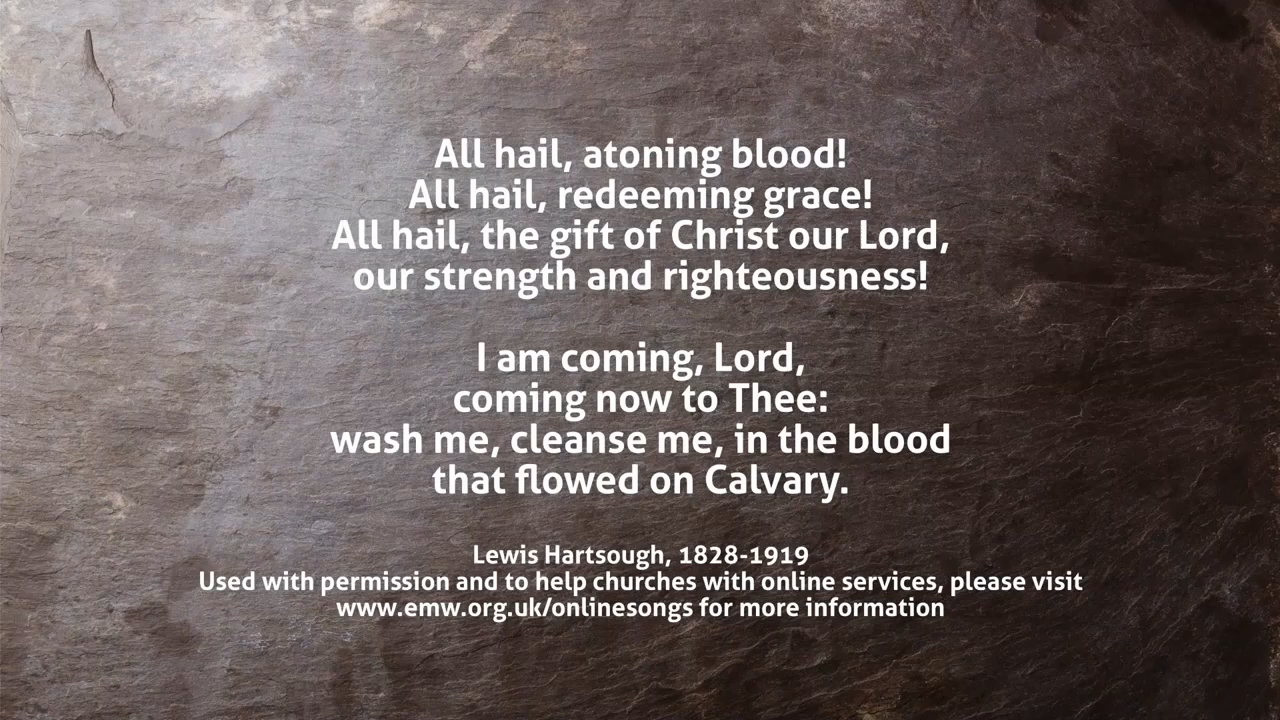 All hail, atoning blood!
All hail, redeeming grace!
All hail, the gift of Christ our Lord,
our strength and righteousness!
I am coming, Lord,
coming now to Thee:
wash me, cleanse me, in the blood
that flowed on Calvary.
Lewis Hartsough, 1828-1919
Used with permission and to help churches with online services, please visit
www.emw.org.uk/onlinesongs for more information